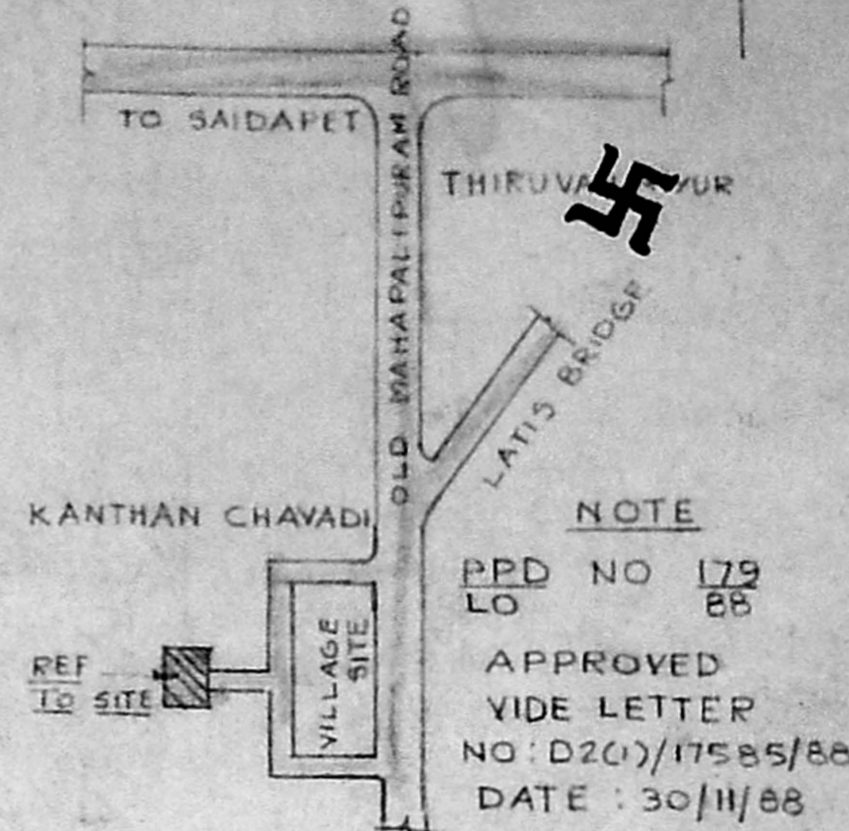 TO SAIDAPET
OLD MAHAPALIPURAM ROAD
LATIS BRIDGE
KANTHAN CHAVADI
VILLAGE
SITE
REF
TO SITE
NOTE
PPD NO 179
LO 88
APPROVED
VIDE LETTER
NO: D2(1)/17585/88
DATE : 30/11/88